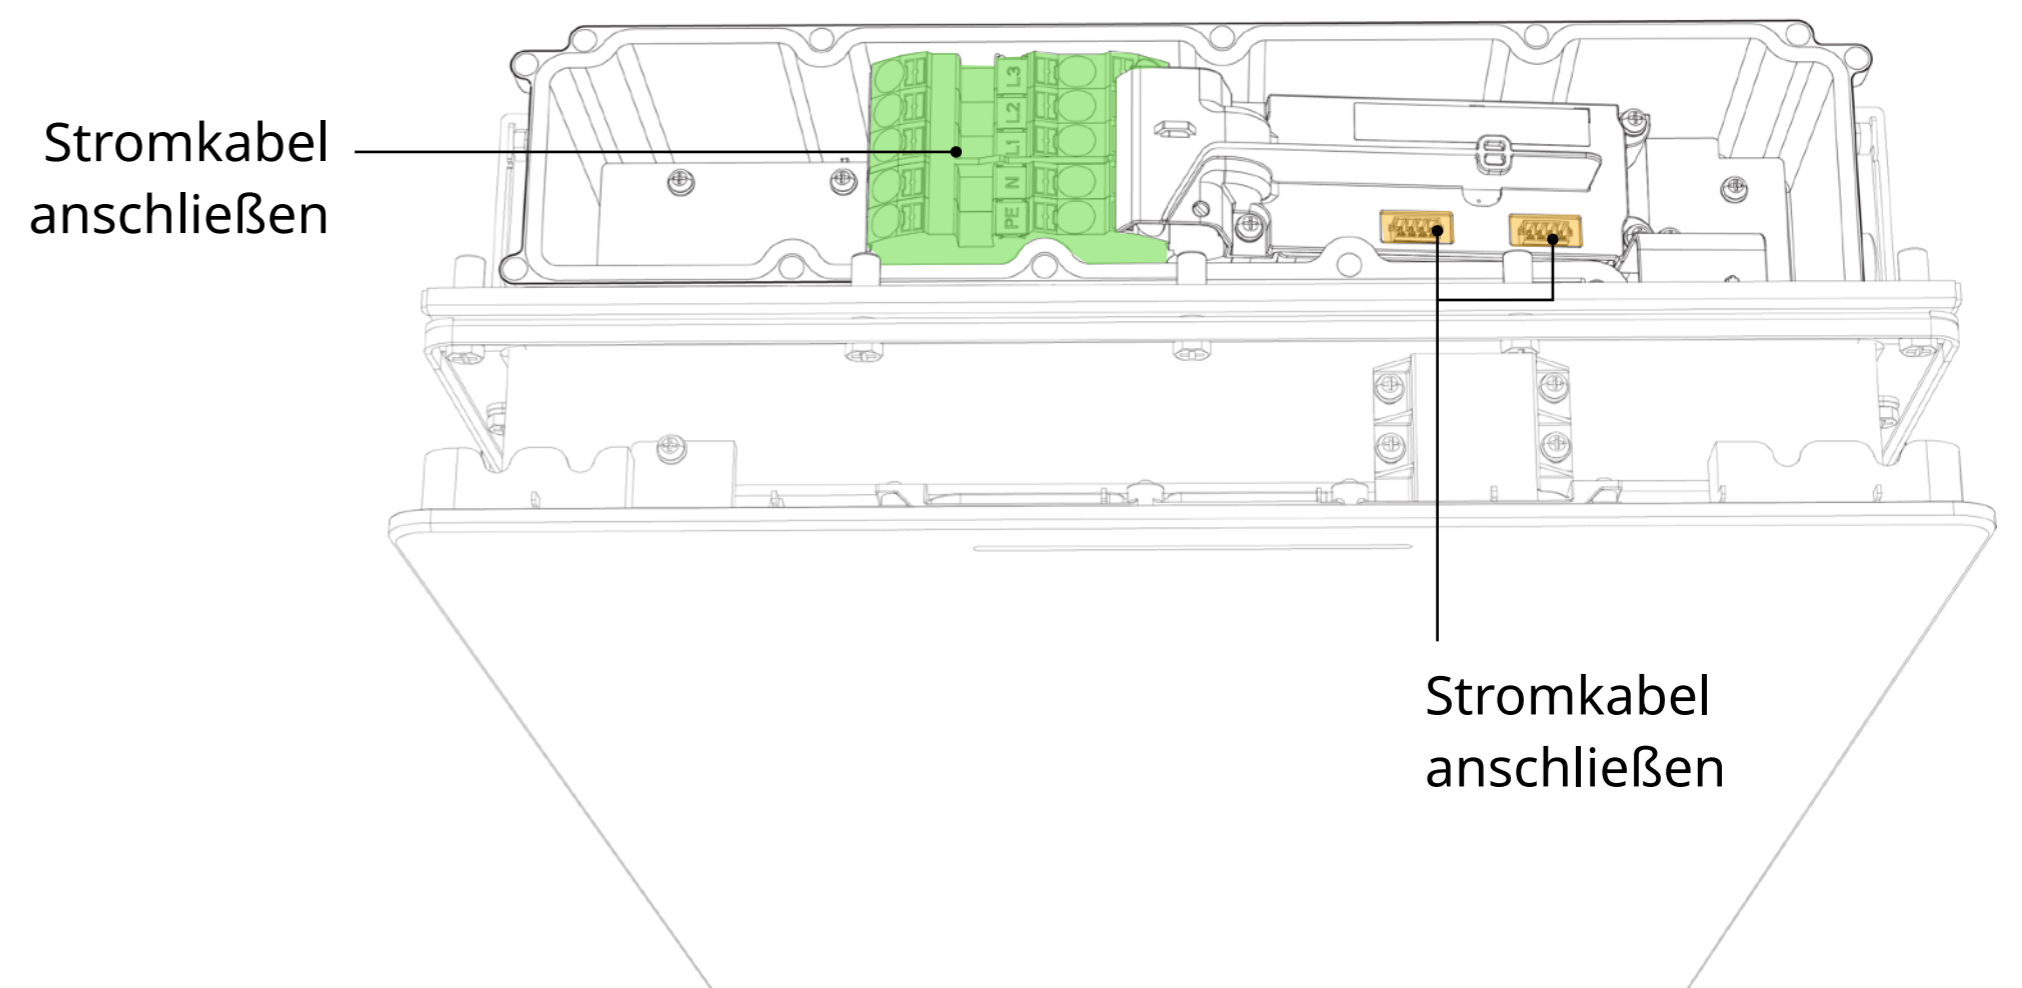 Stromkabel
anschließen
L3
L2
L1
N
PE
Stromkabel
anschließen